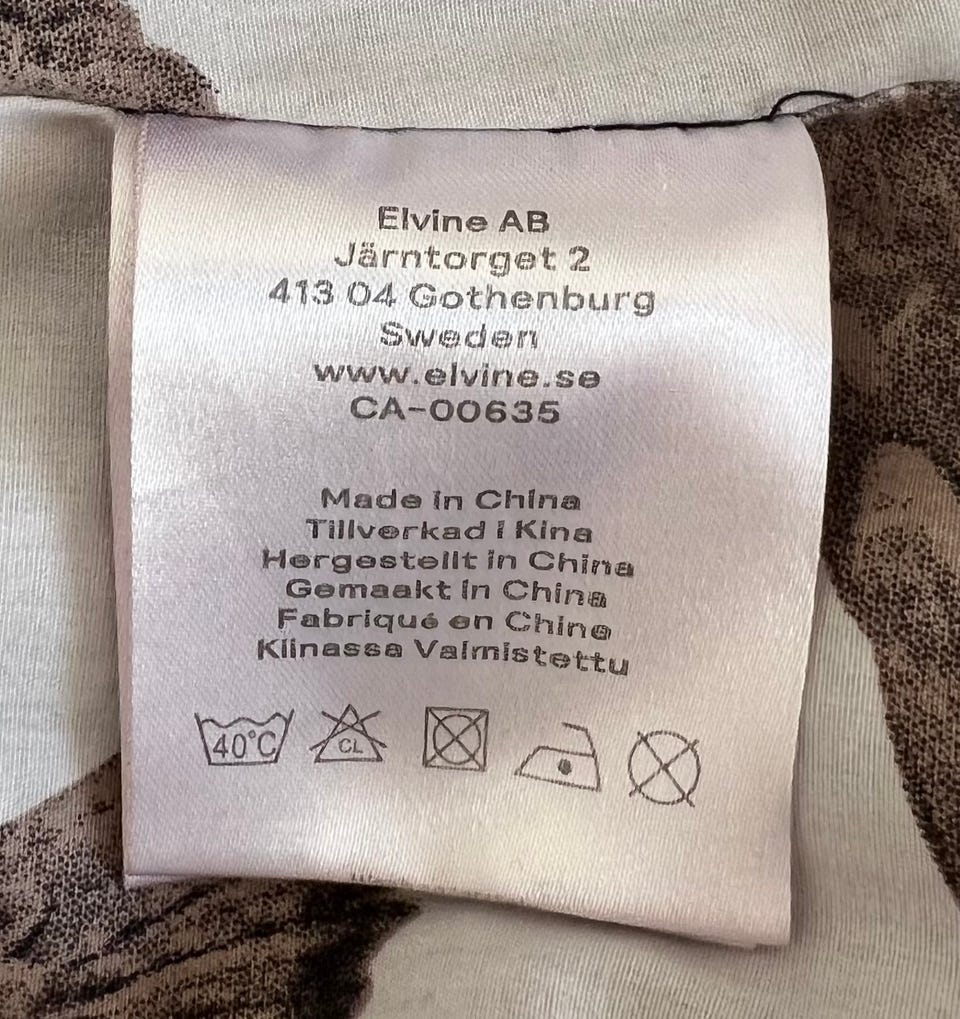 Elvine AB
Järntorget 2
413 04 Gothenburg
Sweden
www.elvine.se
CA-00635
Made in China
Tillverkad i Kina
Hergestellt in China
Gemaakt in China
Fabriqué en Chine
Kiinassa Valmistettu
40°C CL